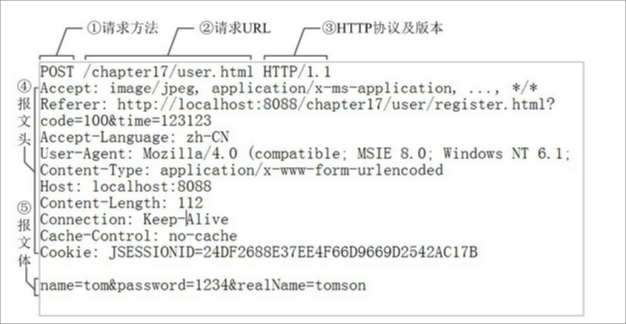 ①请求方法 ②请求URL ③HTTP协议及版本
POST /chapter17/user.html HTTP/1.1
④报文头
Accept: image/jpeg, application/x-ms-application, ..., */*
Referer: http://localhost:8088/chapter17/user/register.html?
code=100&time=123123
Accept-Language: zh-CN
User-Agent: Mozilla/4.0 (compatible; MSIE 8.0; Windows NT 6.1;
Content-Type: application/x-www-form-urlencoded
Host: localhost:8088
Content-Length: 112
Connection: Keep-Alive
Cache-Control: no-cache
Cookie: JSESSIONID=24DF2688E37EE4F66D9669D2542AC17B
⑤报文体
name=tom&password=1234&realName=tomson